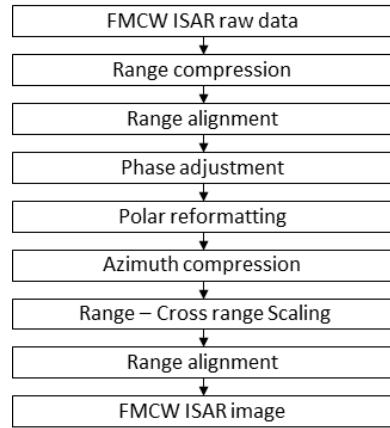 FMCW ISAR raw data
Range compression
Range alignment
Phase adjustment
Polar reformatting
Azimuth compression
Range – Cross range Scaling
Range alignment
FMCW ISAR image